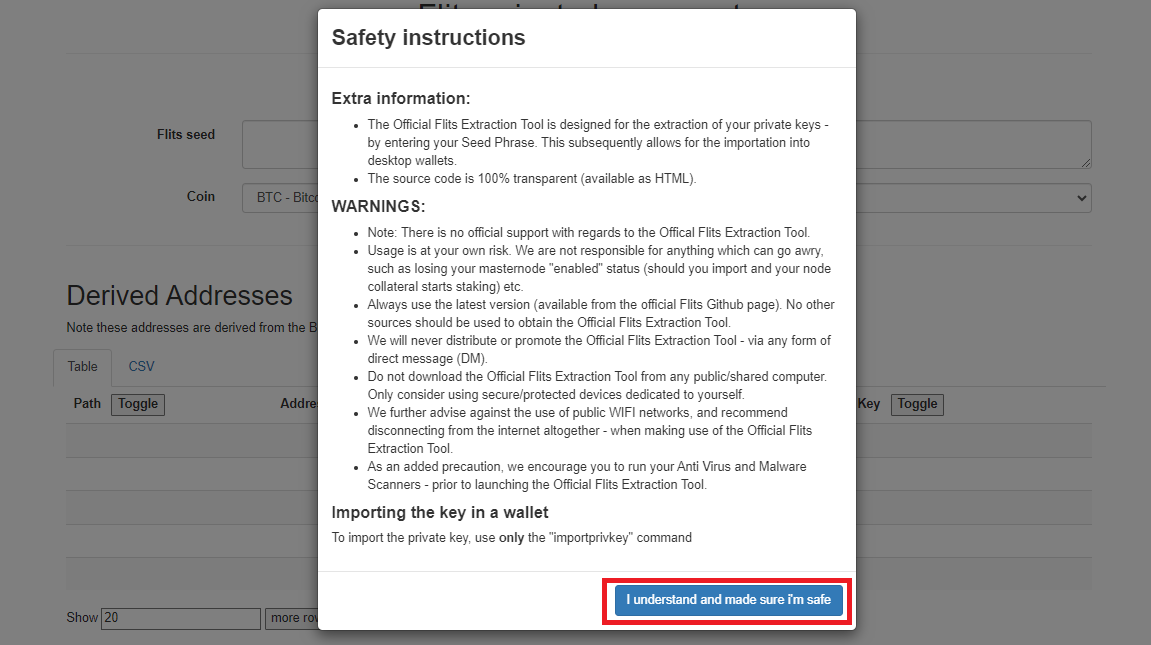 Safety instructions
Extra information:
The Official Flits Extraction Tool is designed for the extraction of your private keys -
by entering your Seed Phrase. This subsequently allows for the importation into
desktop wallets.
The source code is 100% transparent (available as HTML).
WARNINGS:
Note: There is no official support with regards to the Offical Flits Extraction Tool.
Usage is at your own risk. We are not responsible for anything which can go awry,
such as losing your masternode "enabled" status (should you import and your node
collateral starts staking) etc.
Always use the latest version (available from the official Flits Github page). No other
sources should be used to obtain the Official Flits Extraction Tool.
We will never distribute or promote the Official Flits Extraction Tool - via any form of
direct message (DM).
Do not download the Official Flits Extraction Tool from any public/shared computer.
Only consider using secure/protected devices dedicated to yourself.
We further advise against the use of public WIFI networks, and recommend
disconnecting from the internet altogether - when making use of the Official Flits
Extraction Tool.
As an added precaution, we encourage you to run your Anti Virus and Malware
Scanners - prior to launching the Official Flits Extraction Tool.
Importing the key in a wallet
To import the private key, use only the "importprivkey" command
I understand and made sure i'm safe
Flits seed
Coin
BTC - Bitc
Derived Addresses
Note these addresses are derived from the B
Table CSV
Path Toggle Addre Key Toggle
Show 20 more ro